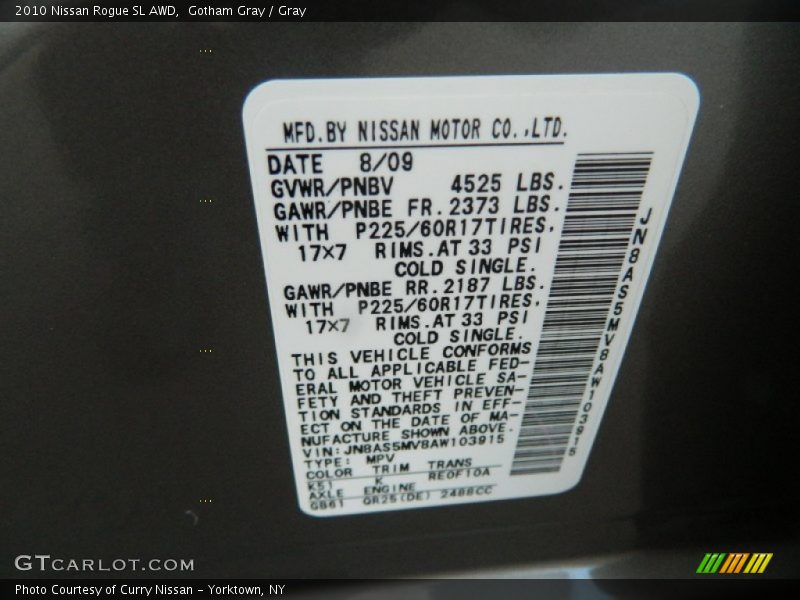 2010 Nissan Rogue SL AWD,  Gotham Gray / Gray
MFD.BY NISSAN MOTOR CO.,LTD.
DATE 8/09
GVWR/PNBV 4525 LBS.
GAWR/PNBE FR. 2373 LBS.
WITH P225/60R17TIRES.
17×7 RIMS.AT 33 PSI
COLD SINGLE.
GAWR/PNBE RR. 2187 LBS.
WITH P225/60R17TIRES.
17×7 RIMS.AT 33 PSI
COLD SINGLE.
THIS VEHICLE CONFORMS
TO ALL APPLICABLE FED-
ERAL MOTOR VEHICLE SA-
FETY AND THEFT PREVEN-
TION STANDARDS IN EFF-
ECT ON THE DATE OF MA-
NUFACTURE SHOWN ABOVE.
VIN: JN8AS5MV8AW103915
TYPE: MPV
COLOR TRIM TRANS
K51 K RE0F10A
AXLE ENGINE
GB61 QR25(DE) 2488CC
JN8AS5MV8AW103915
GTCARLOT.COM
Photo Courtesy of Curry Nissan - Yorktown, NY